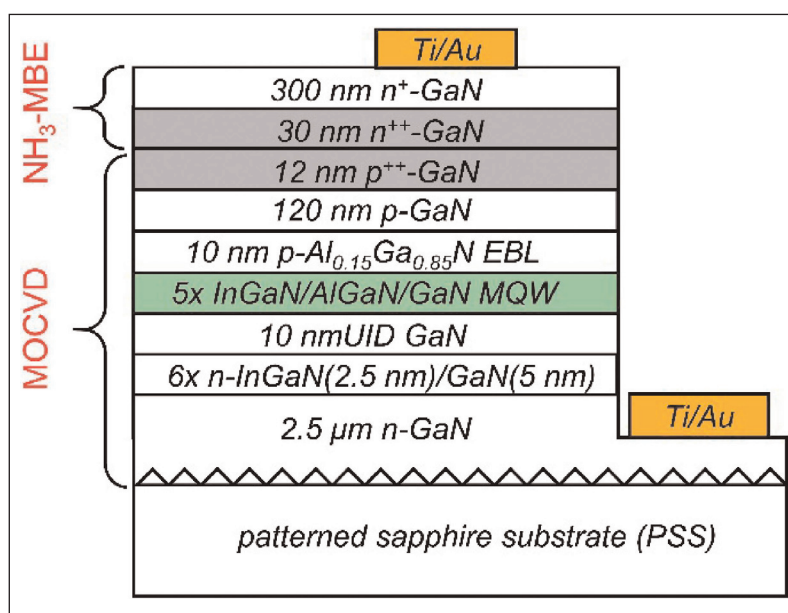 Ti/Au
NH₃-MBE
300 nm n⁺-GaN
30 nm n⁺⁺-GaN
MOCVD
12 nm p⁺⁺-GaN
120 nm p-GaN
10 nm p-Al₀.₁₅Ga₀.₈₅N EBL
5x InGaN/AlGaN/GaN MQW
10 nmUID GaN
6x n-InGaN(2.5 nm)/GaN(5 nm)
Ti/Au
2.5 µm n-GaN
patterned sapphire substrate (PSS)